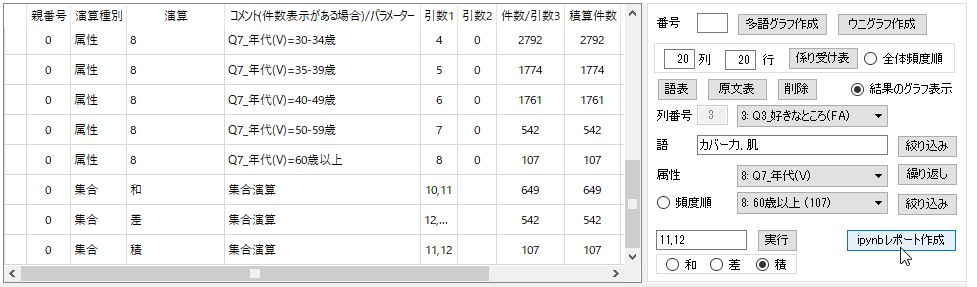 親番号 演算種別 演算 コメント(件数表示がある場合)/パラメーター 引数1 引数2 件数/引数3 積算件数
0 属性 8 Q7_年代(V)=30-34歳 4 0 2792 2792
0 属性 8 Q7_年代(V)=35-39歳 5 0 1774 1774
0 属性 8 Q7_年代(V)=40-49歳 6 0 1761 1761
0 属性 8 Q7_年代(V)=50-59歳 7 0 542 542
0 属性 8 Q7_年代(V)=60歳以上 8 0 107 107
0 集合 和 集合演算 10,11 649 649
0 集合 差 集合演算 12,... 542 542
0 集合 積 集合演算 11,12 107 107
番号 多語グラフ作成 ウニグラフ作成
20 列 20 行 係り受け表 全体頻度順
語表 原文表 削除 結果のグラフ表示
列番号 3 3: Q3_好きなところ(FA)
語 カバー力, 肌 絞り込み
属性 8: Q7_年代(V) 繰り返し
頻度順 8: 60歳以上 (107) 絞り込み
11,12 実行 ipynbレポート作成
和 差 積